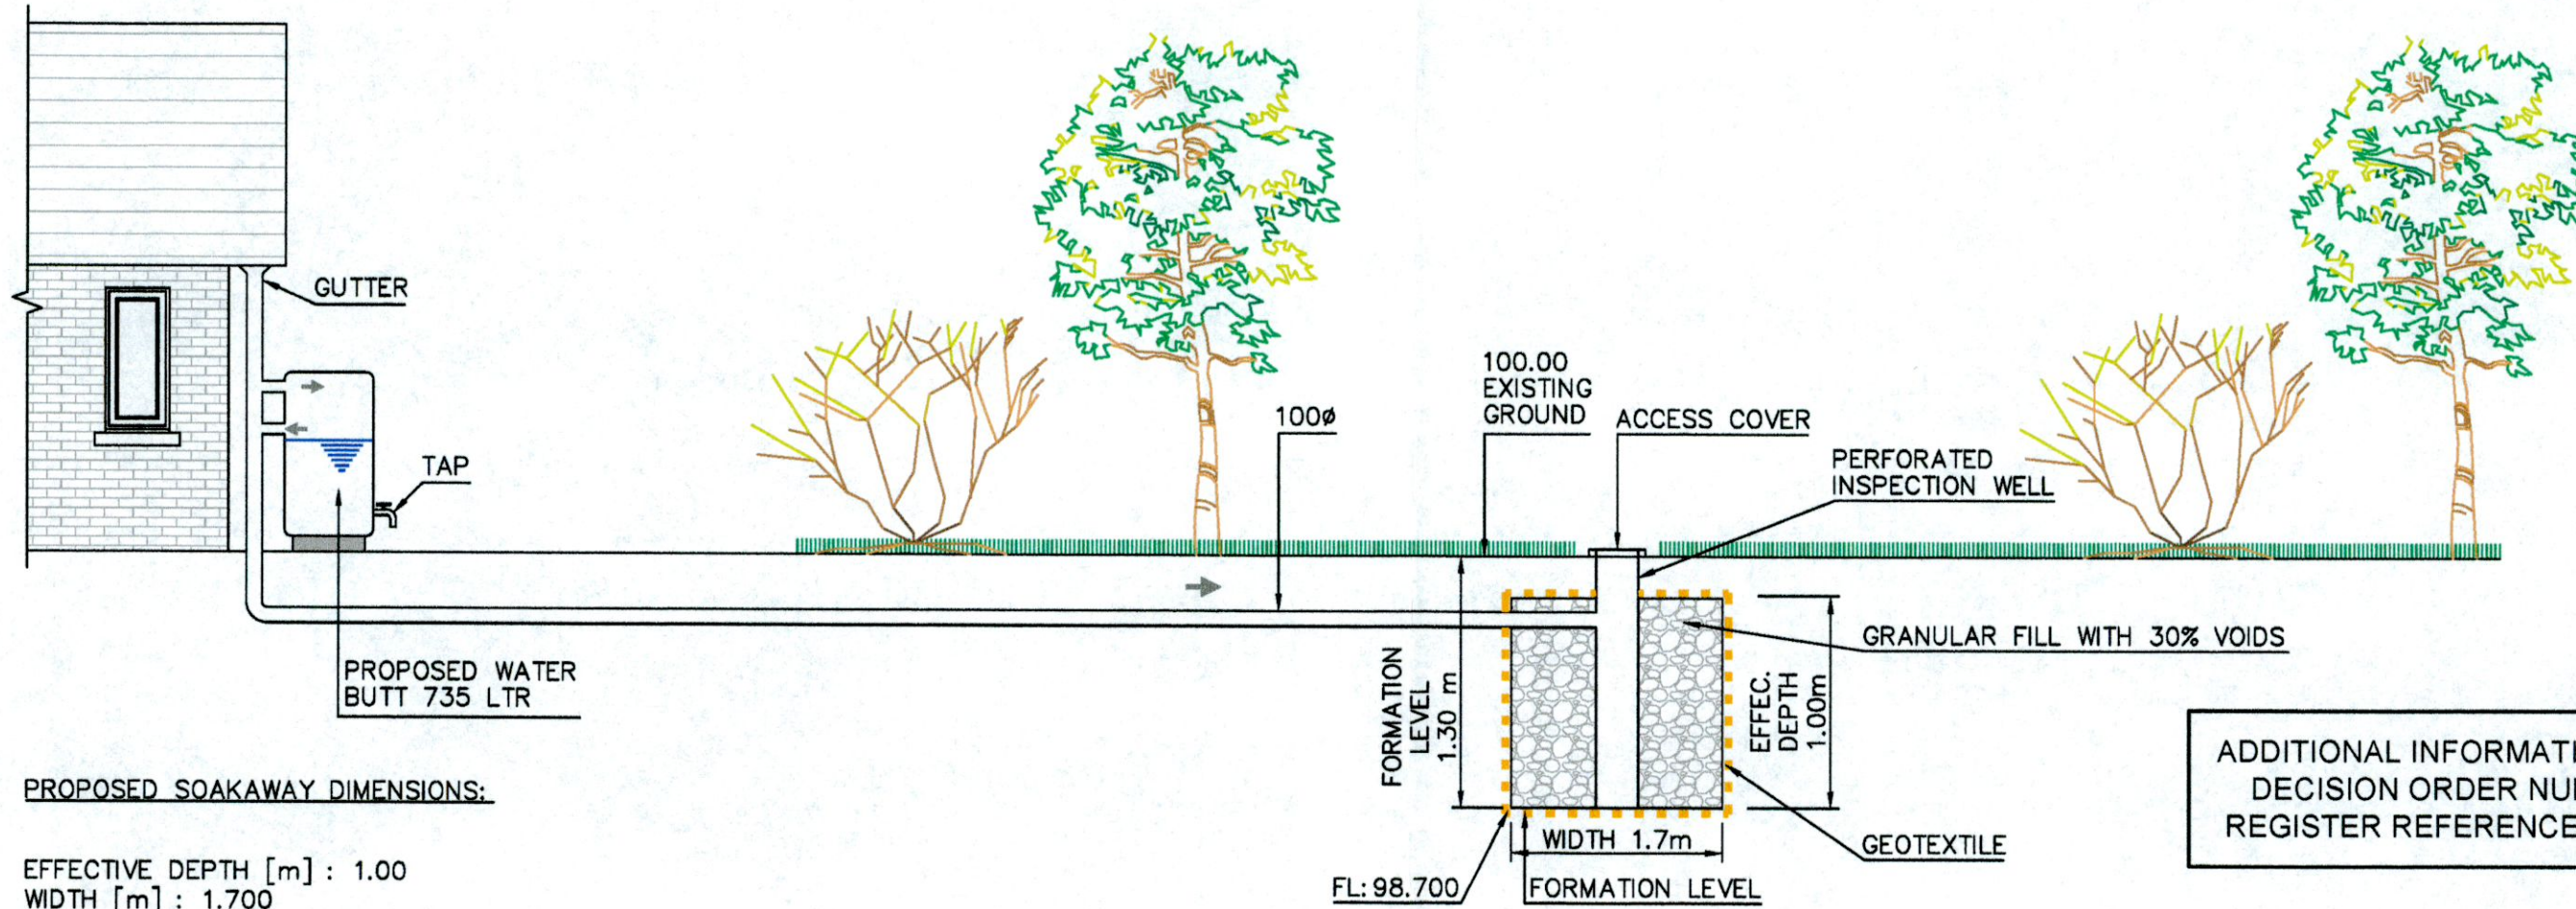 GUTTER
TAP
PROPOSED WATER
BUTT 735 LTR
100ø
100.00
EXISTING
GROUND
ACCESS COVER
PERFORATED
INSPECTION WELL
GRANULAR FILL WITH 30% VOIDS
FORMATION
LEVEL
1.30 m
EFFEC.
DEPTH
1.00m
WIDTH 1.7m
GEOTEXTILE
FL: 98.700
FORMATION LEVEL
PROPOSED SOAKAWAY DIMENSIONS:
EFFECTIVE DEPTH [m] : 1.00
WIDTH [m] : 1.700
ADDITIONAL
DECISION ORDER
REGISTER REFERENCE